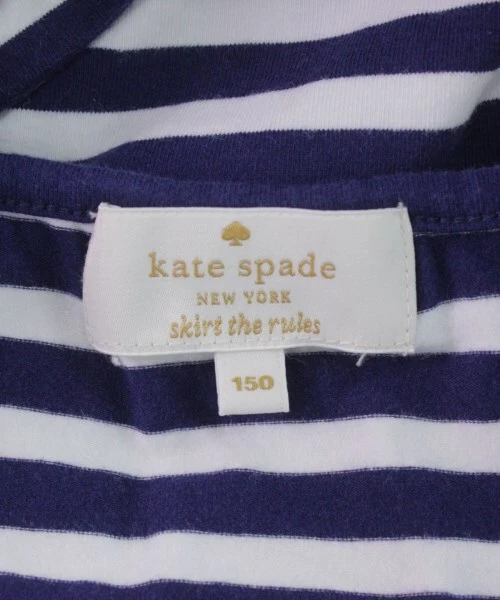 kate spade
NEW YORK
skirt the rules
150